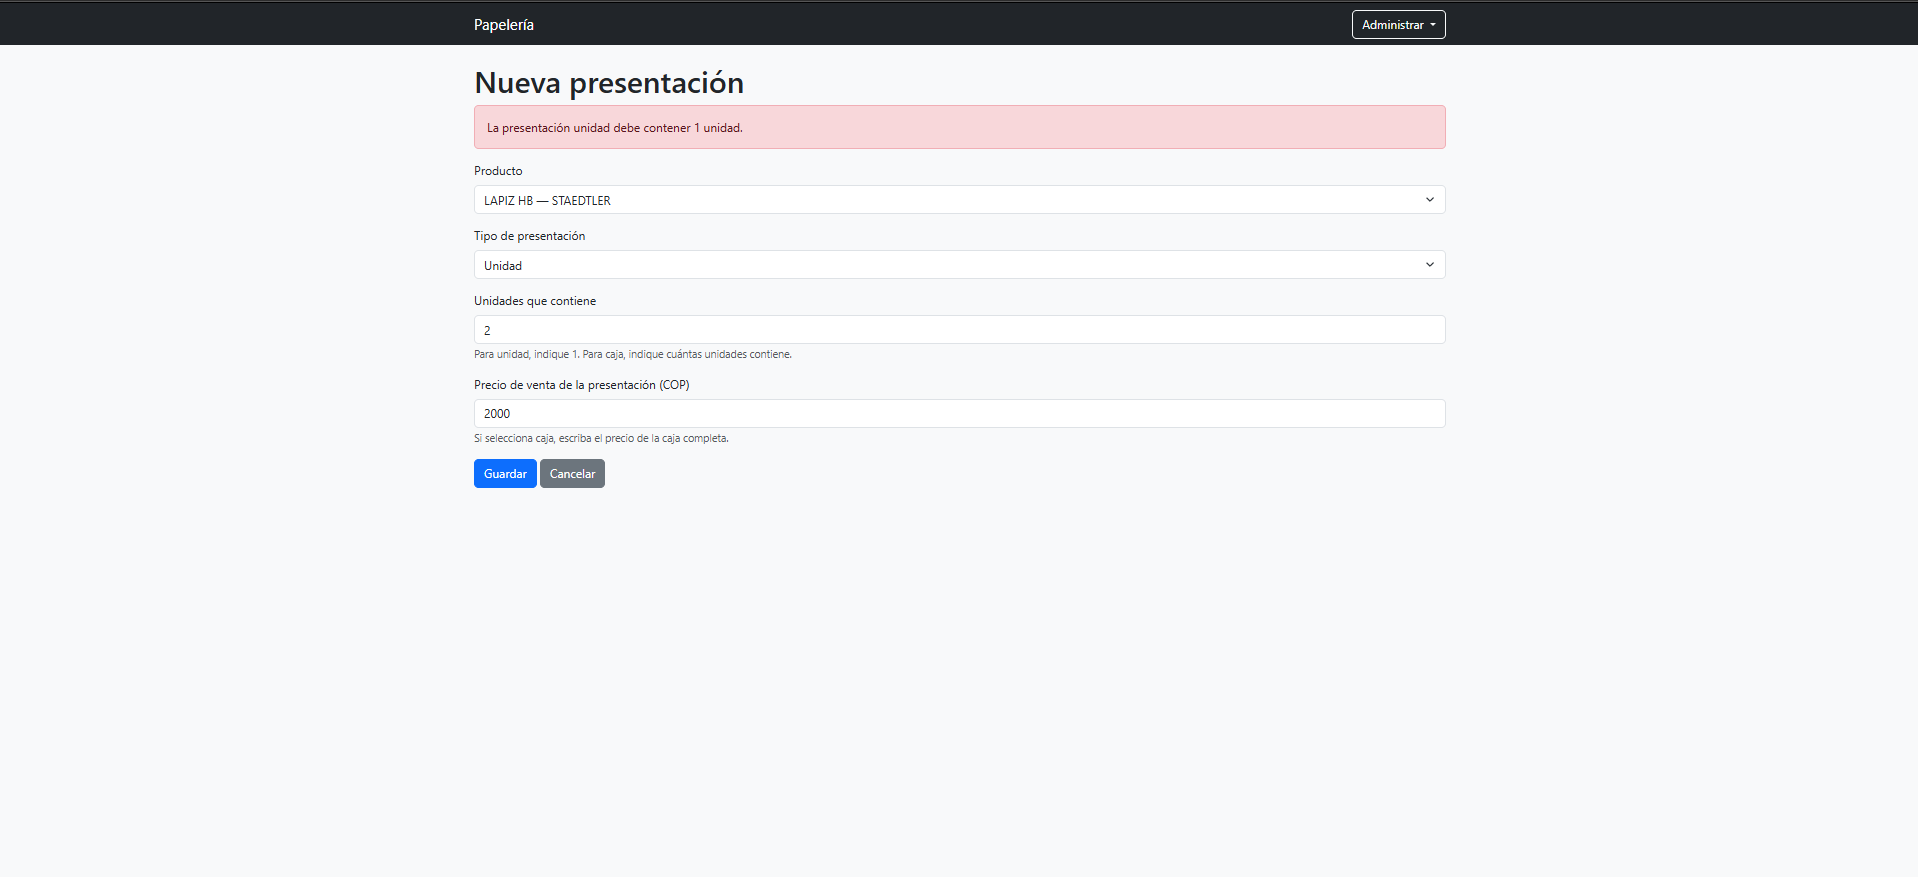 Papelería
Administrar
Nueva presentación
La presentación unidad debe contener 1 unidad.
Producto
LAPIZ HB — STAEDTLER
Tipo de presentación
Unidad
Unidades que contiene
2
Para unidad, indique 1. Para caja, indique cuántas unidades contiene.
Precio de venta de la presentación (COP)
2000
Si selecciona caja, escriba el precio de la caja completa.
Guardar Cancelar